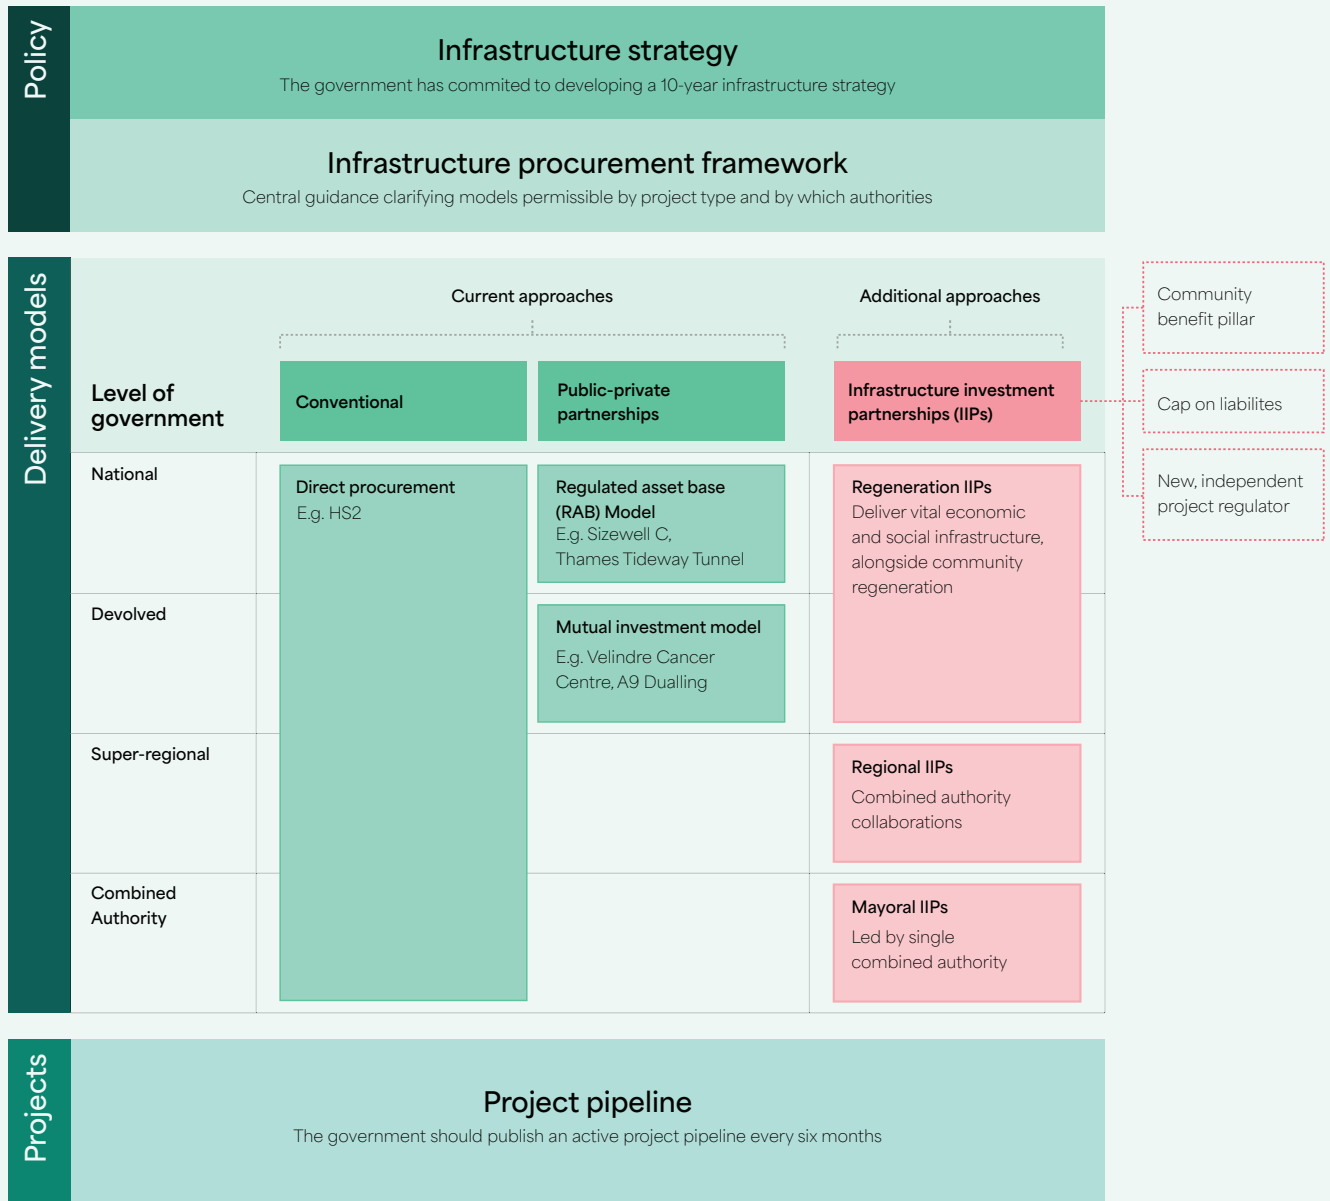 Policy
Infrastructure strategy
The government has commited to developing a 10-year infrastructure strategy
Infrastructure procurement framework
Central guidance clarifying models permissible by project type and by which authorities
Delivery models
Current approaches
Additional approaches
Level of
government
Conventional
Public-private
partnerships
Infrastructure investment
partnerships (IIPs)
Community
benefit pillar
Cap on liabilites
New, independent
project regulator
National
Direct procurement
E.g. HS2
Regulated asset base
(RAB) Model
E.g. Sizewell C,
Thames Tideway Tunnel
Regeneration IIPs
Deliver vital economic
and social infrastructure,
alongside community
regeneration
Devolved
Mutual investment model
E.g. Velindre Cancer
Centre, A9 Dualling
Super-regional
Regional IIPs
Combined authority
collaborations
Combined
Authority
Mayoral IIPs
Led by single
combined authority
Projects
Project pipeline
The government should publish an active project pipeline every six months